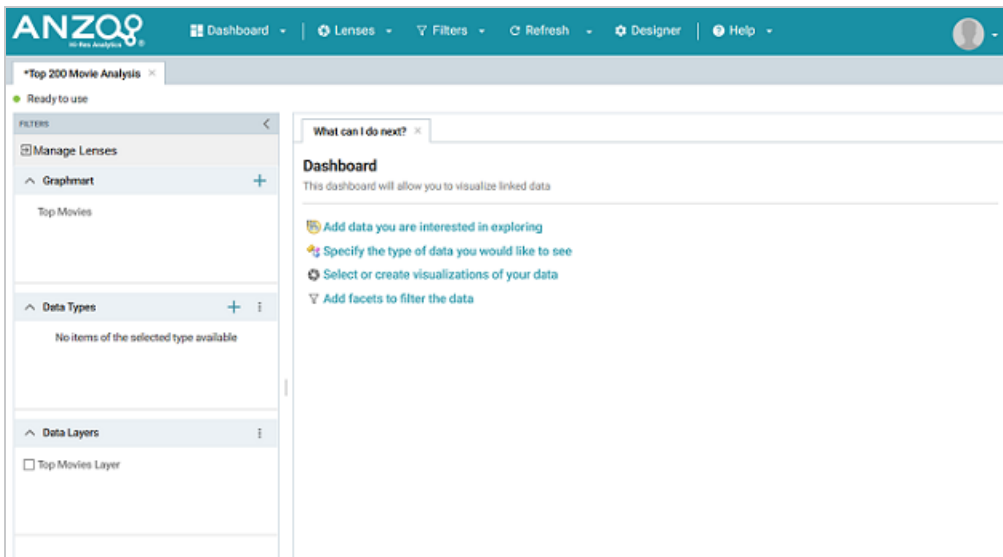 ANZO
Hi-Res Analytics ®
Dashboard Lenses Filters Refresh Designer Help
*Top 200 Movie Analysis ×
Ready to use
FILTERS
Manage Lenses
Graphmart
Top Movies
Data Types
No items of the selected type available
Data Layers
Top Movies Layer
What can I do next? ×
Dashboard
This dashboard will allow you to visualize linked data
Add data you are interested in exploring
Specify the type of data you would like to see
Select or create visualizations of your data
Add facets to filter the data